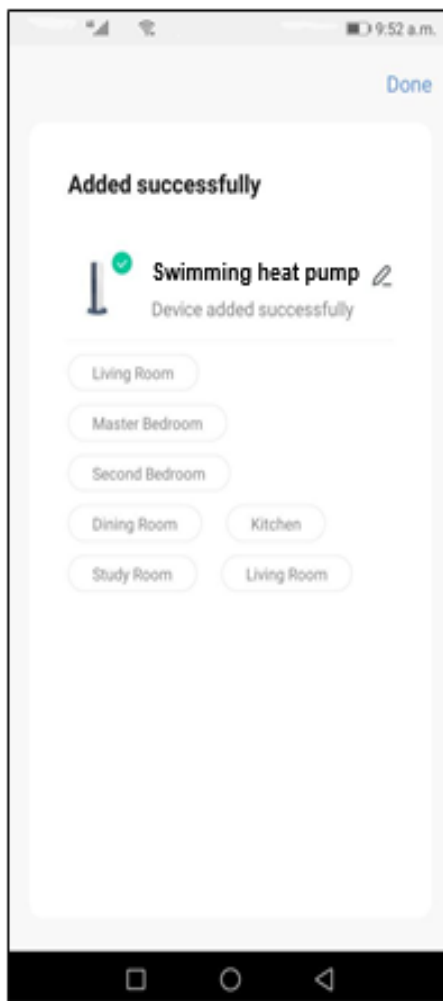 9:52 a.m.
Done
Added successfully
Swimming heat pump
Device added successfully
Living Room
Master Bedroom
Second Bedroom
Dining Room Kitchen
Study Room Living Room